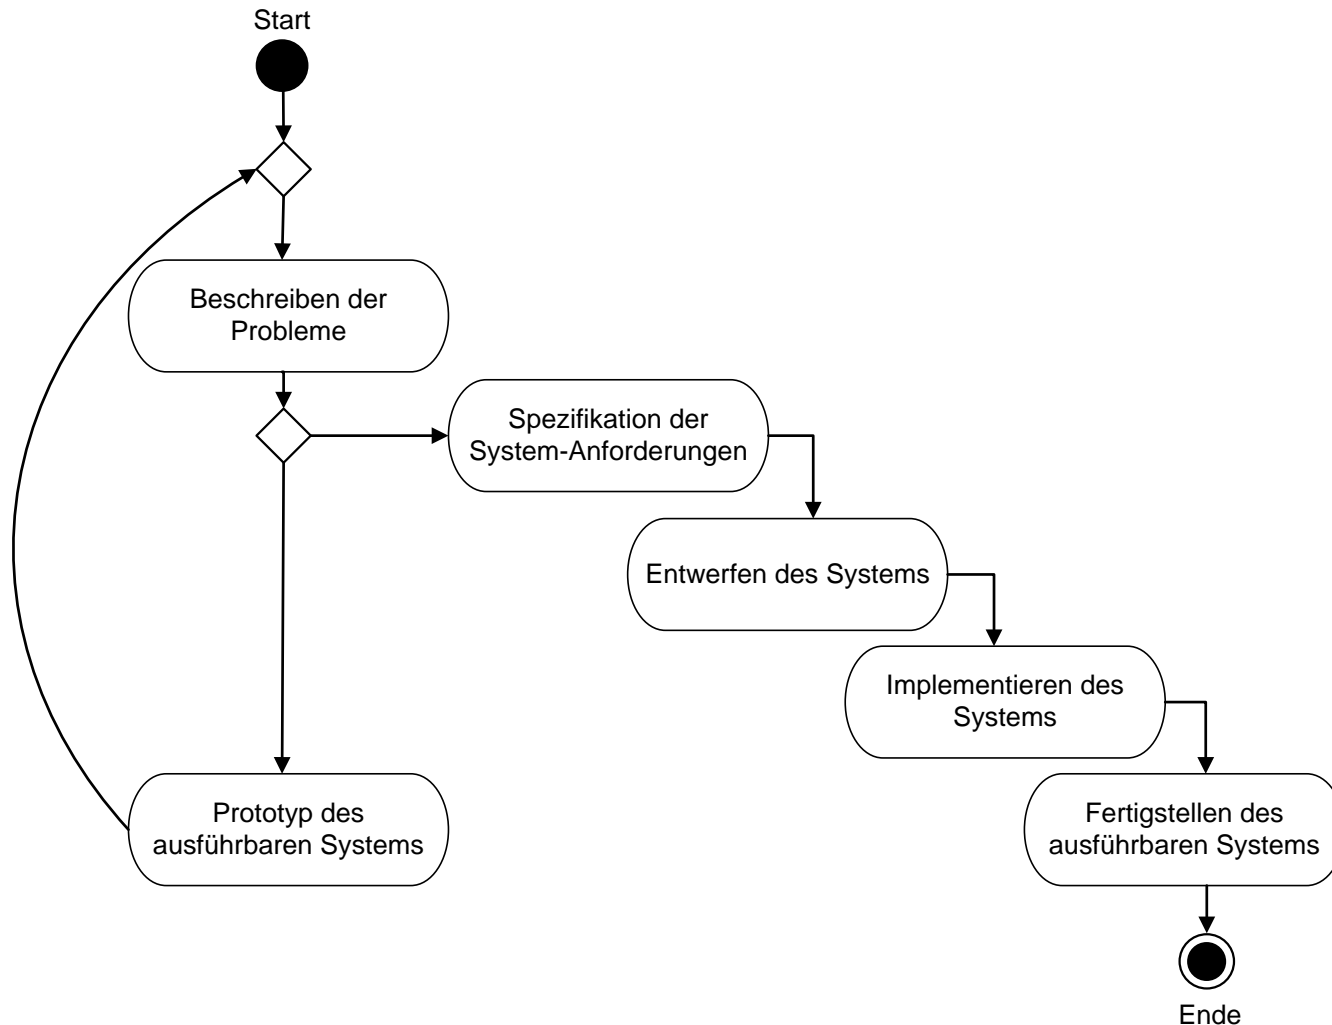 Start
Beschreiben der
Probleme
Spezifikation der
System-Anforderungen
Entwerfen des Systems
Implementieren des
Systems
Prototyp des
ausführbaren Systems
Fertigstellen des
ausführbaren Systems
Ende